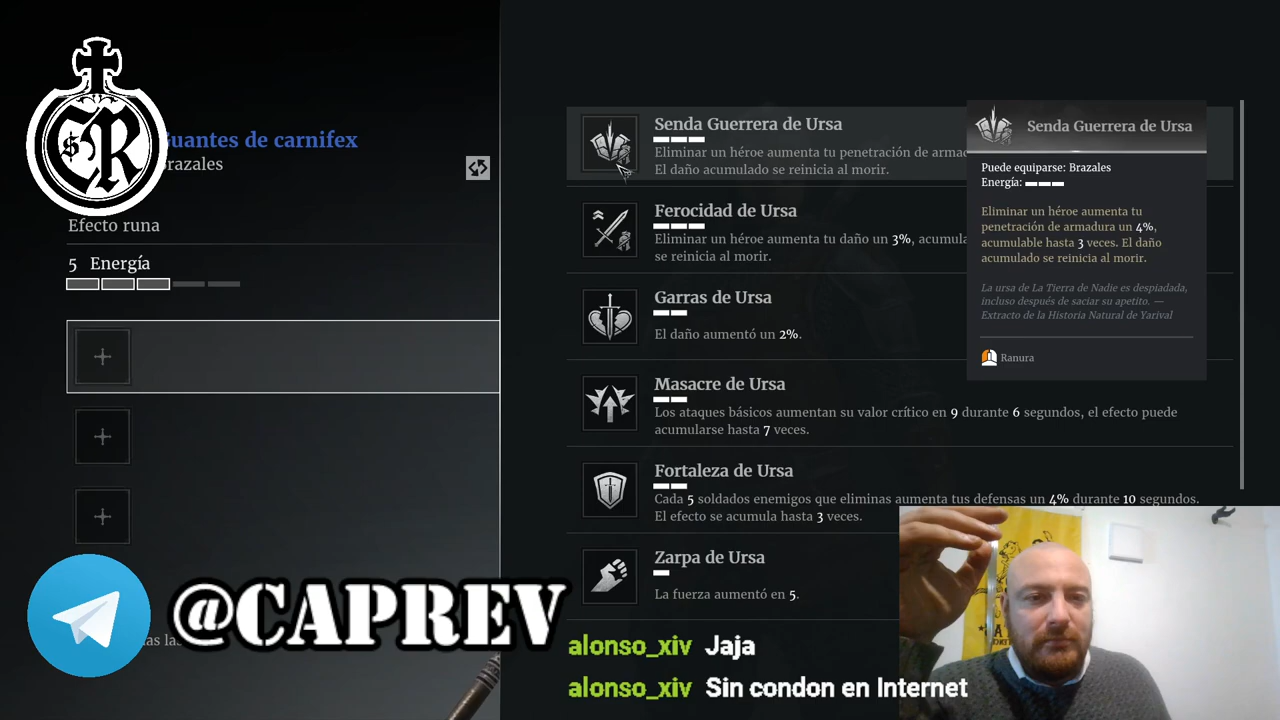 $
R
Guantes de carnifex
Brazales
Efecto runa
5 Energía
Senda Guerrera de Ursa
Eliminar un héroe aumenta tu penetración de armad
El daño acumulado se reinicia al morir.
Ferocidad de Ursa
Eliminar un héroe aumenta tu daño un 3%, acumula
se reinicia al morir.
Garras de Ursa
El daño aumentó un 2%.
Masacre de Ursa
Los ataques básicos aumentan su valor crítico en 9 durante 6 segundos, el efecto puede
acumularse hasta 7 veces.
Fortaleza de Ursa
Cada 5 soldados enemigos que eliminas aumenta tus defensas un 4% durante 10 segundos.
El efecto se acumula hasta 3 veces.
Zarpa de Ursa
La fuerza aumentó en 5.
Senda Guerrera de Ursa
Puede equiparse: Brazales
Energía:
Eliminar un héroe aumenta tu
penetración de armadura un 4%,
acumulable hasta 3 veces. El daño
acumulado se reinicia al morir.
La ursa de La Tierra de Nadie es despiadada,
incluso después de saciar su apetito. —
Extracto de la Historia Natural de Yarival
Ranura
@CAPREV
alonso_xiv Jaja
alonso_xiv Sin condon en Internet